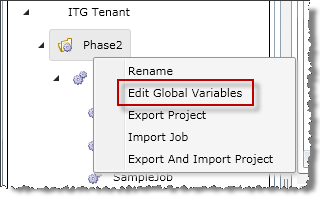 ITG Tenant
Phase2
Rename
Edit Global Variables
Export Project
Import Job
Export And Import Project
SampleJob